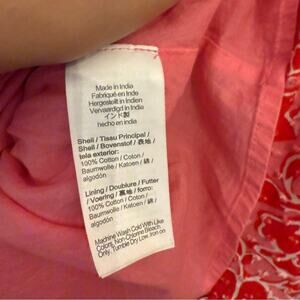 Made in India
Fabriqué en Inde
Hergestellt in Indien
Vervaardigd in India
インド製
hecho en India
Shell / Tissu Principal /
Shell / Bovenstof / 表地 /
tela exterior:
100% Cotton / Coton /
Baumwolle / Katoen / 綿 /
algodón
Lining / Doublure / Futter
/ Voering / 裏地 / forro:
100% Cotton / Coton /
Baumwolle / Katoen / 綿 /
algodón
Machine Wash Cold With Like
Colors, Non-Chlorine Bleach
Only, Tumble Dry Low, Iron on